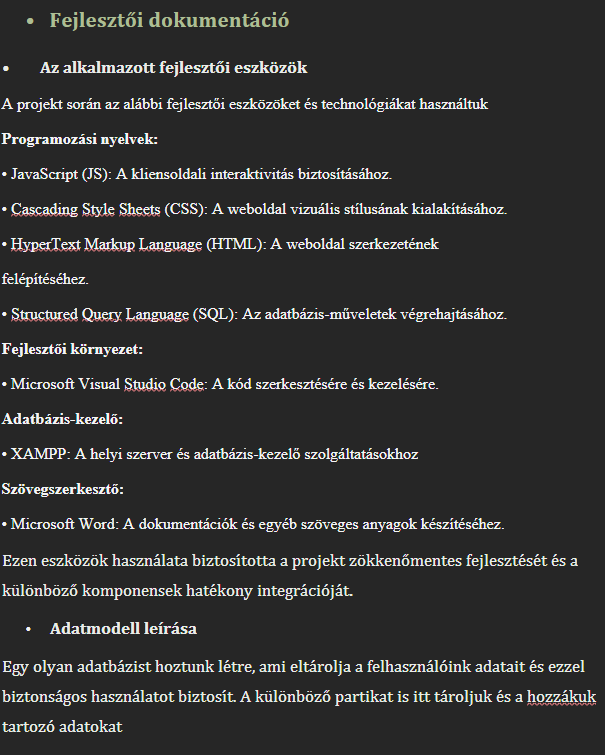 • Fejlesztői dokumentáció
• Az alkalmazott fejlesztői eszközök
A projekt során az alábbi fejlesztői eszközöket és technológiákat használtuk
Programozási nyelvek:
• JavaScript (JS): A kliensoldali interaktivitás biztosításához.
• Cascading Style Sheets (CSS): A weboldal vizuális stílusának kialakításához.
• HyperText Markup Language (HTML): A weboldal szerkezetének
felépítéséhez.
• Structured Query Language (SQL): Az adatbázis-műveletek végrehajtásához.
Fejlesztői környezet:
• Microsoft Visual Studio Code: A kód szerkesztésére és kezelésére.
Adatbázis-kezelő:
• XAMPP: A helyi szerver és adatbázis-kezelő szolgáltatásokhoz
Szövegszerkesztő:
• Microsoft Word: A dokumentációk és egyéb szöveges anyagok készítéséhez.
Ezen eszközök használata biztosította a projekt zökkenőmentes fejlesztését és a
különböző komponensek hatékony integrációját.
• Adatmodell leírása
Egy olyan adatbázist hoztunk létre, ami eltárolja a felhasználóink adatait és ezzel
biztonságos használatot biztosít. A különböző partikat is itt tároljuk és a hozzákuk
tartozó adatokat